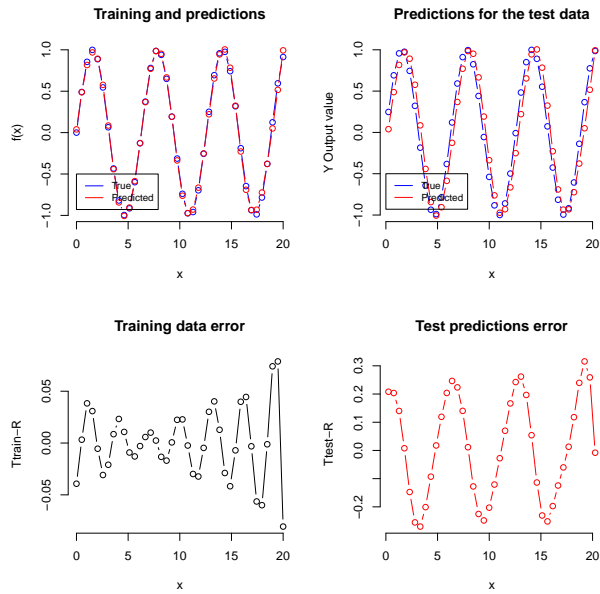 Training and predictions
f(x)
1.0
0.5
0.0
−0.5
−1.0
True
Predicted
0 5 10 15 20
x
Predictions for the test data
Y Output value
1.0
0.5
0.0
−0.5
−1.0
True
Predicted
0 5 10 15 20
x
Training data error
Ttrain−R
0.05
0.00
−0.05
0 5 10 15 20
x
Test predictions error
Ttest−R
0.3
0.1
0.0
−0.2
0 5 10 15 20
x